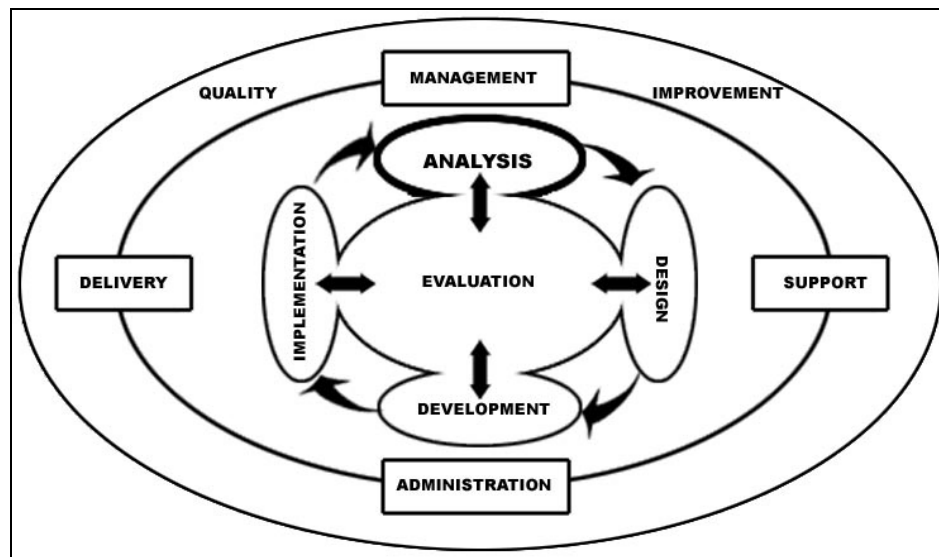 MANAGEMENT
QUALITY
IMPROVEMENT
ANALYSIS
IMPLEMENTATION
DELIVERY
EVALUATION
DESIGN
SUPPORT
DEVELOPMENT
ADMINISTRATION